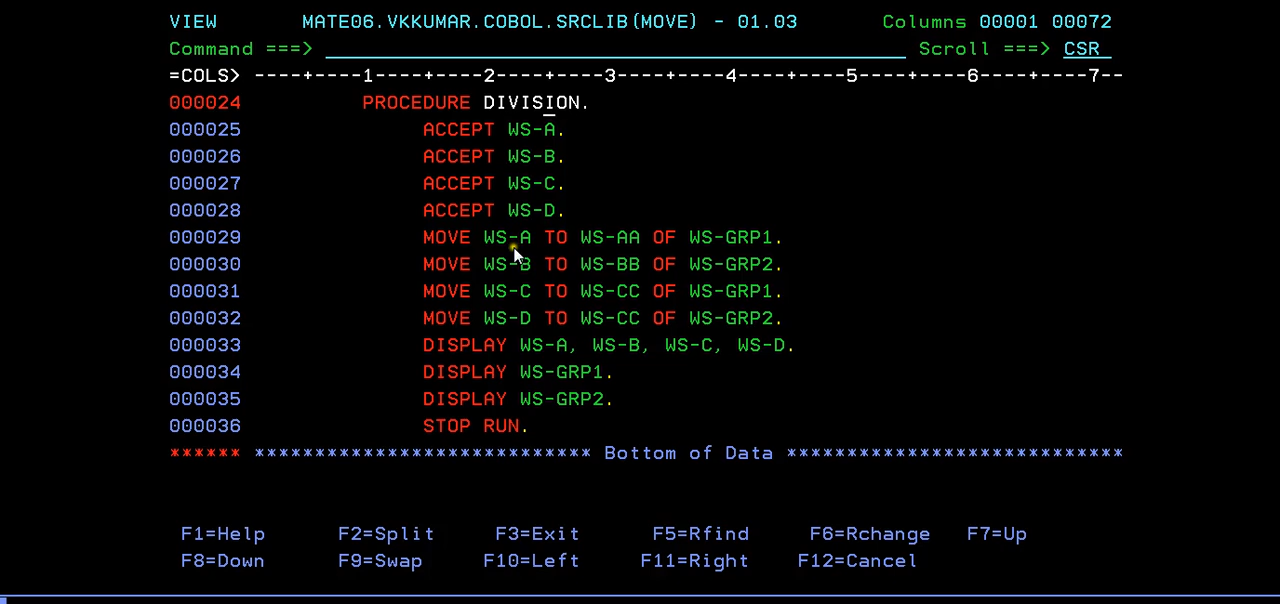 VIEW MATE06.VKKUMAR.COBOL.SRCLIB(MOVE) - 01.03 Columns 00001 00072
Command ===> Scroll ===> CSR
=COLS> ----+----1----+----2----+----3----+----4----+----5----+----6----+----7--
000024 PROCEDURE DIVISION.
000025 ACCEPT WS-A.
000026 ACCEPT WS-B.
000027 ACCEPT WS-C.
000028 ACCEPT WS-D.
000029 MOVE WS-A TO WS-AA OF WS-GRP1.
000030 MOVE WS-B TO WS-BB OF WS-GRP2.
000031 MOVE WS-C TO WS-CC OF WS-GRP1.
000032 MOVE WS-D TO WS-CC OF WS-GRP2.
000033 DISPLAY WS-A, WS-B, WS-C, WS-D.
000034 DISPLAY WS-GRP1.
000035 DISPLAY WS-GRP2.
000036 STOP RUN.
****** **************************** Bottom of Data ****************************
F1=Help F2=Split F3=Exit F5=Rfind F6=Rchange F7=Up
F8=Down F9=Swap F10=Left F11=Right F12=Cancel